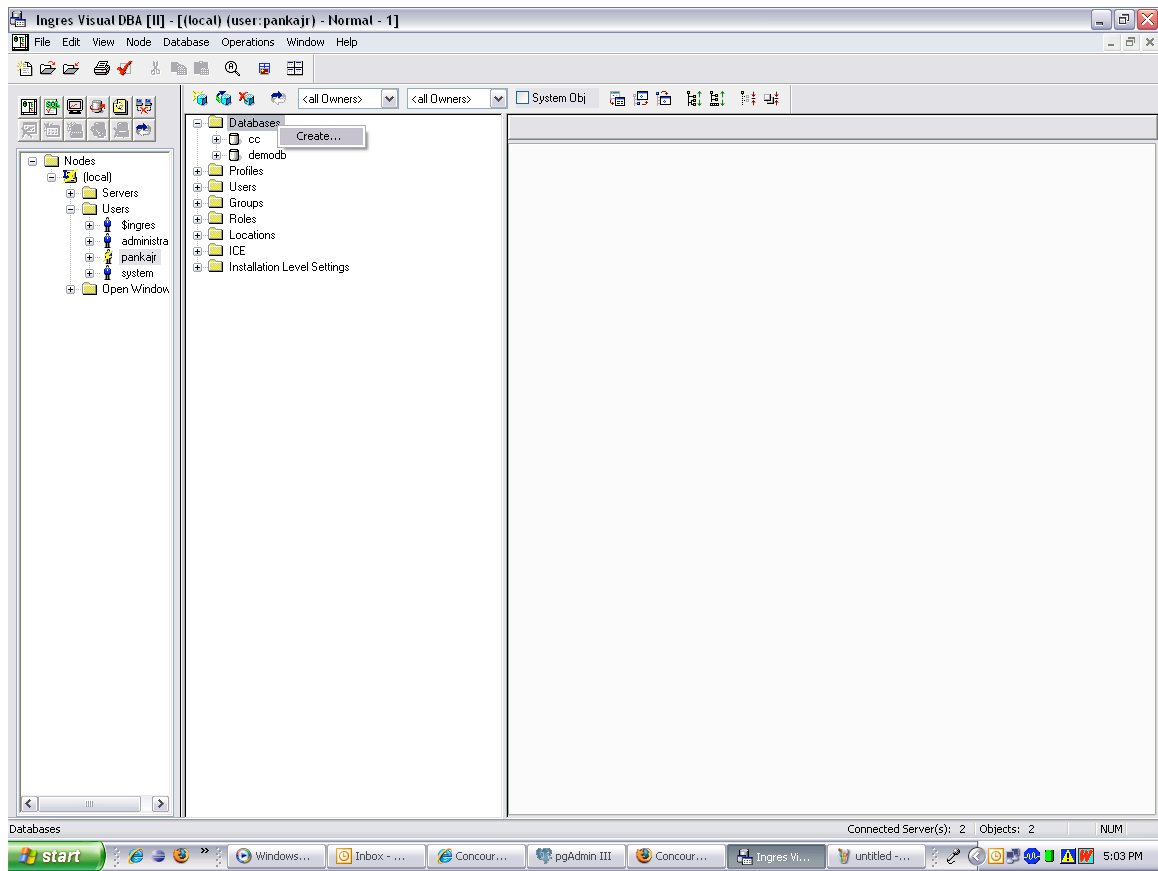 Ingres Visual DBA [II] - [(local) (user:pankajr) - Normal - 1]
File Edit View Node Database Operations Window Help
<all Owners> <all Owners> System Obj
Nodes
(local)
Servers
Users
$ingres
administra
pankajr
system
Open Window
Databases
Create...
cc
demodb
Profiles
Users
Groups
Roles
Locations
ICE
Installation Level Settings
Databases
Connected Server(s): 2 Objects: 2 NUM
start » Windows... Inbox - ... Concour... pgAdmin III Concour... Ingres Vi... untitled -... 5:03 PM